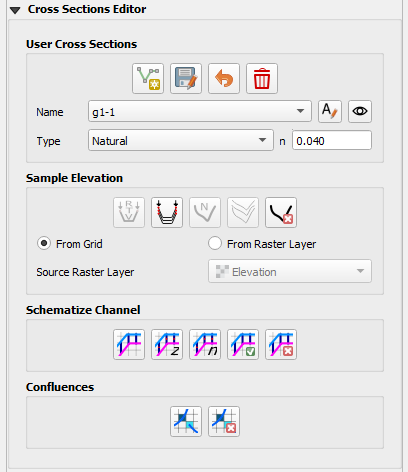 Cross Sections Editor
User Cross Sections
Name g1-1
Type Natural n 0.040
Sample Elevation
From Grid From Raster Layer
Source Raster Layer Elevation
Schematize Channel
z n
Confluences